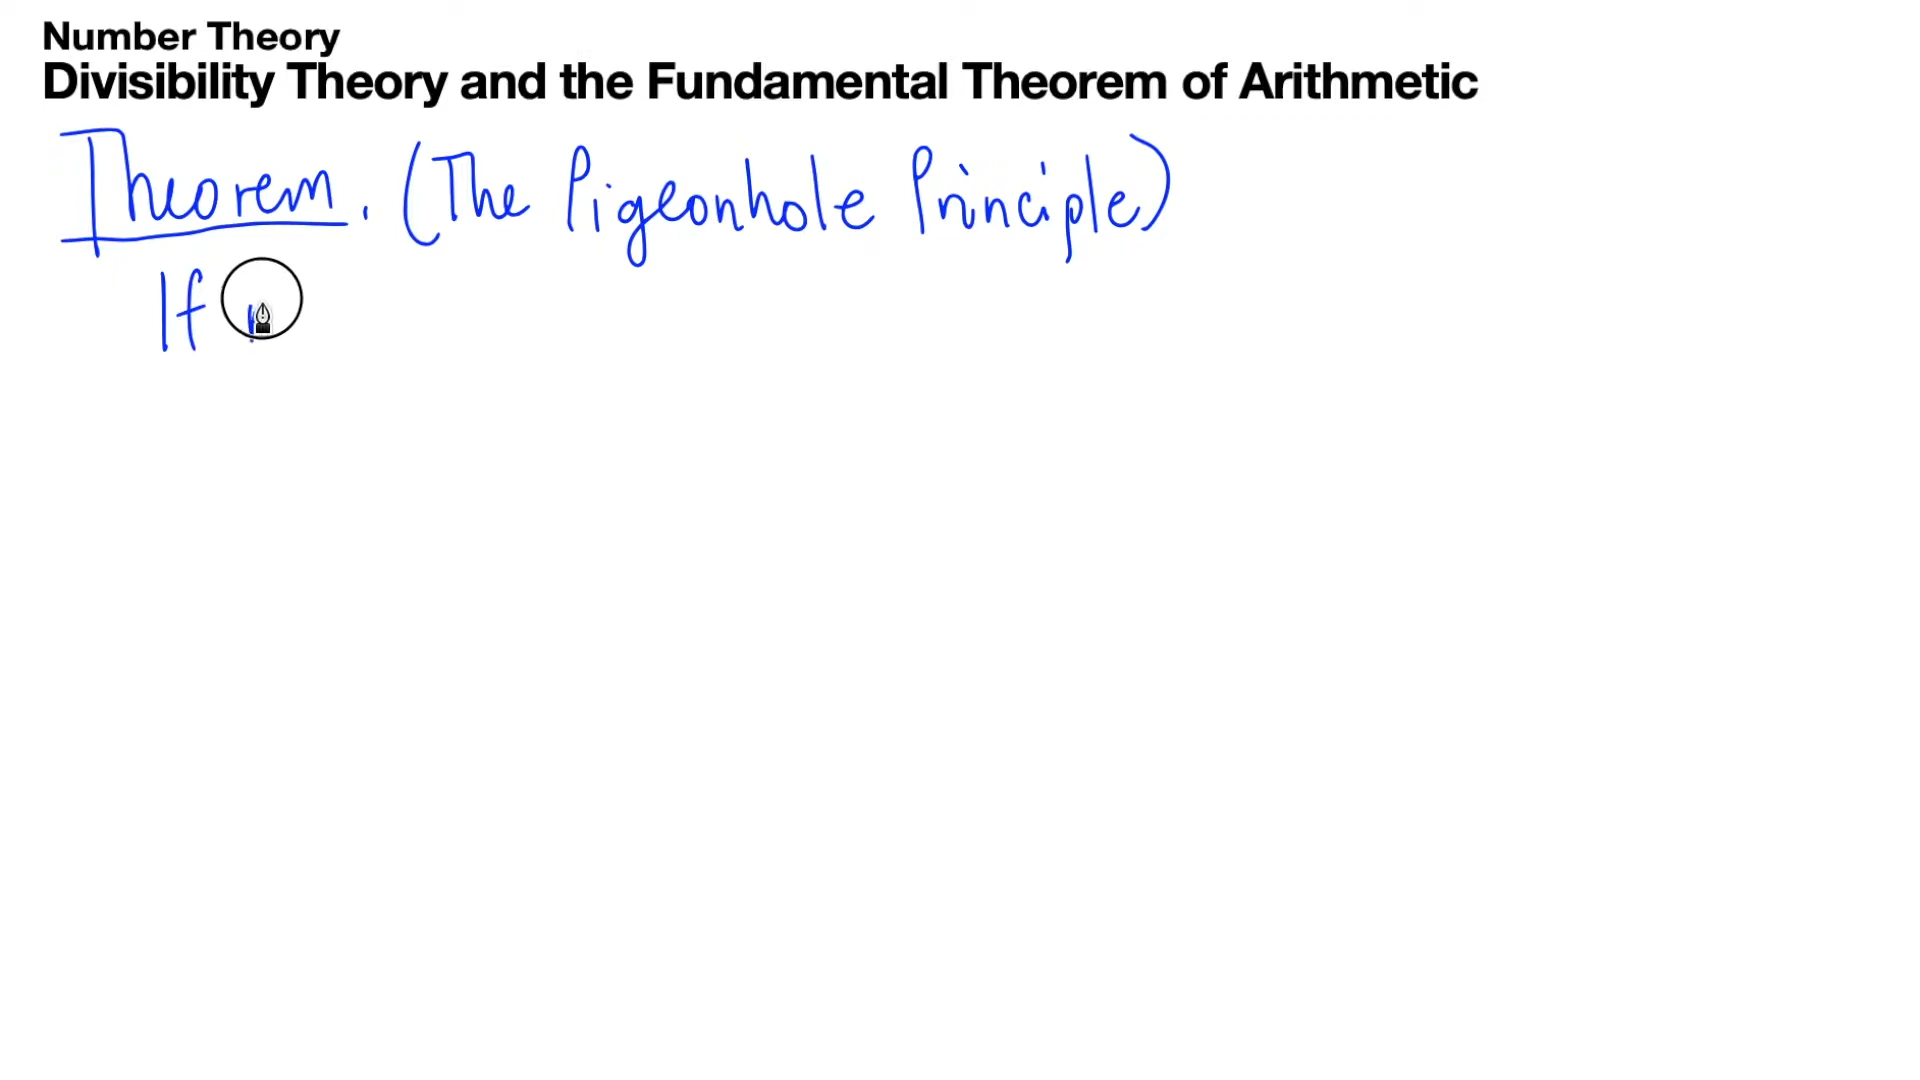 Number Theory
Divisibility Theory and the Fundamental Theorem of Arithmetic
Theorem. (The Pigeonhole Principle)
If